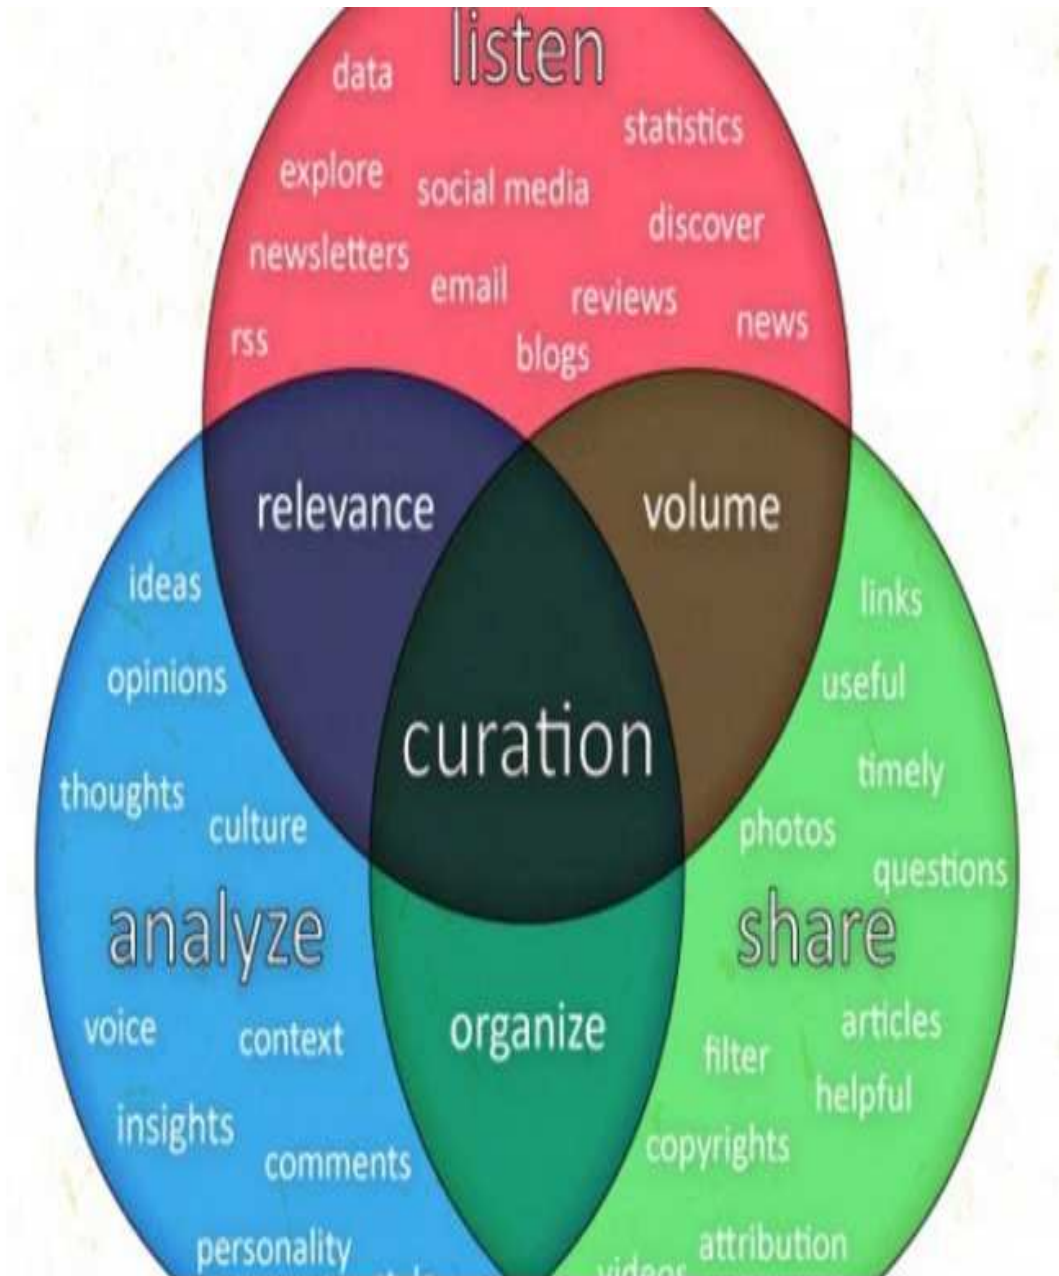 listen
data
statistics
explore
social media
discover
newsletters
email
reviews
news
rss
blogs
relevance
volume
ideas
links
opinions
useful
curation
timely
thoughts
culture
photos
questions
analyze
share
voice
context
organize
articles
filter
helpful
insights
copyrights
comments
personality
attribution
videos